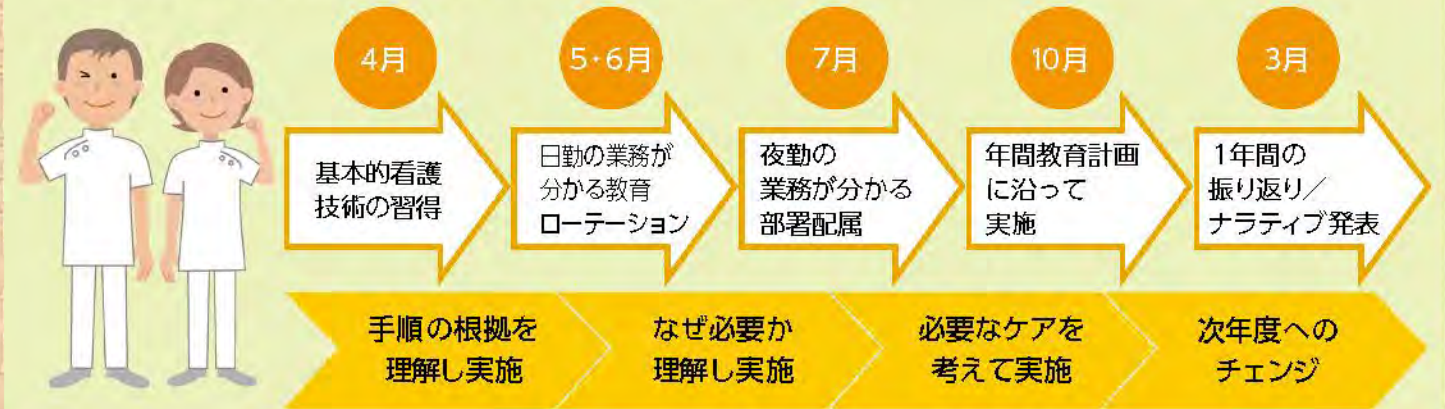 4月
基本的看護
技術の習得
5・6月
日勤の業務が
分かる教育
ローテーション
7月
夜勤の
業務が分かる
部署配属
10月
年間教育計画
に沿って
実施
3月
1年間の
振り返り／
ナラティブ発表
手順の根拠を
理解し実施
なぜ必要か
理解し実施
必要なケアを
考えて実施
次年度への
チェンジ